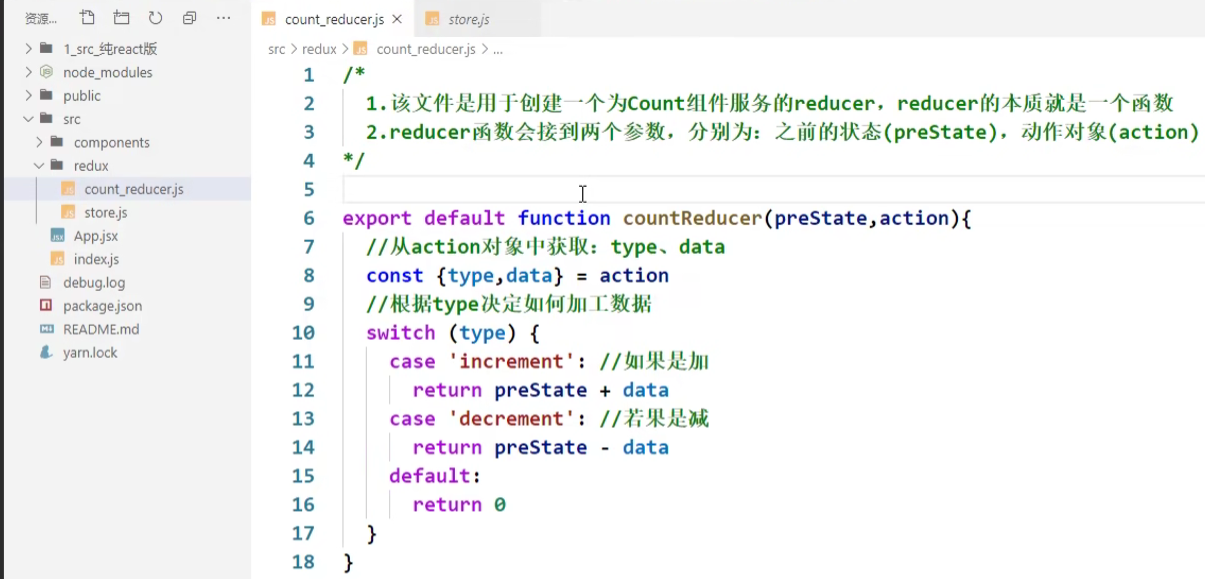 资源...
count_reducer.js
store.js
1_src_纯react版
node_modules
public
src
components
redux
count_reducer.js
store.js
App.jsx
index.js
debug.log
package.json
README.md
yarn.lock
src > redux > JS count_reducer.js > ...
1 /*
2 1.该文件是用于创建一个为Count组件服务的reducer，reducer的本质就是一个函数
3 2.reducer函数会接到两个参数，分别为：之前的状态(preState)，动作对象(action)
4 */
5
6 export default function countReducer(preState,action){
7 //从action对象中获取：type、data
8 const {type,data} = action
9 //根据type决定如何加工数据
10 switch (type) {
11 case 'increment': //如果是加
12 return preState + data
13 case 'decrement': //若果是减
14 return preState - data
15 default:
16 return 0
17 }
18 }